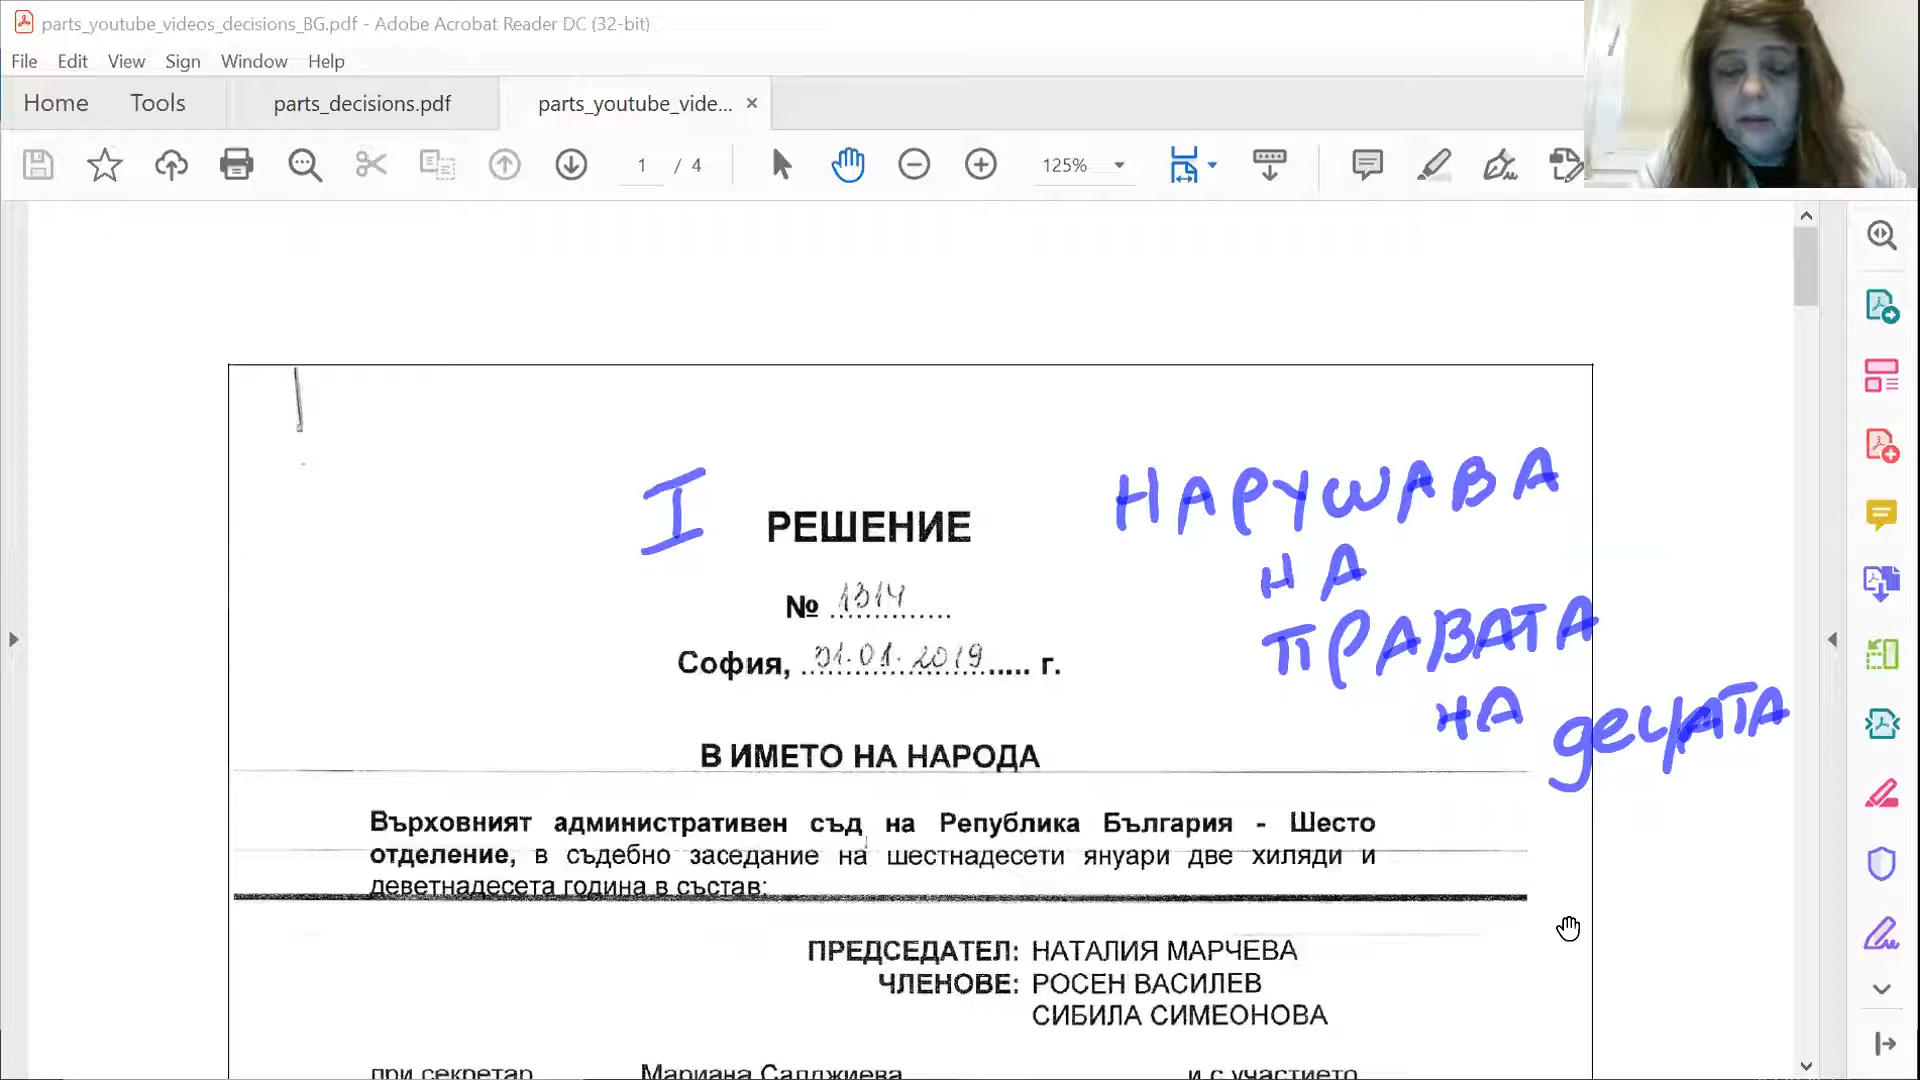 parts_youtube_videos_decisions_BG.pdf - Adobe Acrobat Reader DC (32-bit)
File Edit View Sign Window Help
Home Tools parts_decisions.pdf parts_youtube_vide... ×
1 / 4 125%
I
НАРУШАВА
НА
ПРАВАТА
НА децата
РЕШЕНИЕ
№ 1314
София, 31.01.2019 г.
В ИМЕТО НА НАРОДА
Върховният административен съд на Република България - Шесто
отделение, в съдебно заседание на шестнадесети януари две хиляди и
деветнадесета година в състав:
ПРЕДСЕДАТЕЛ: НАТАЛИЯ МАРЧЕВА
ЧЛЕНОВЕ: РОСЕН ВАСИЛЕВ
СИБИЛА СИМЕОНОВА
при секретар Мариана Салджиева и с участието